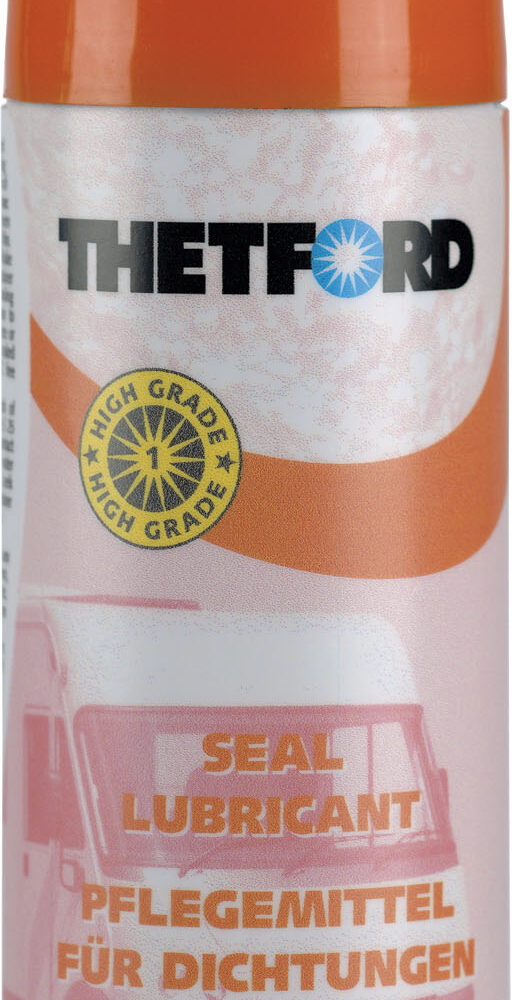 THETFORD
HIGH GRADE
1
HIGH GRADE
SEAL
LUBRICANT
PFLEGEMITTEL
FÜR DICHTUNGEN